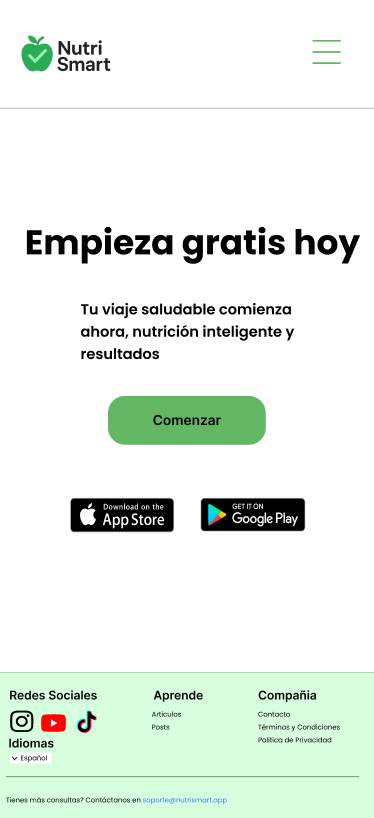 Nutri
Smart
Empieza gratis hoy
Tu viaje saludable comienza
ahora, nutrición inteligente y
resultados
Comenzar
Download on the
App Store
GET IT ON
Google Play
Redes Sociales
Idiomas
Español
Aprende
Artículos
Posts
Compañia
Contacto
Términos y Condiciones
Política de Privacidad
Tienes más consultas? Contáctanos en soporte@nutrismart.app